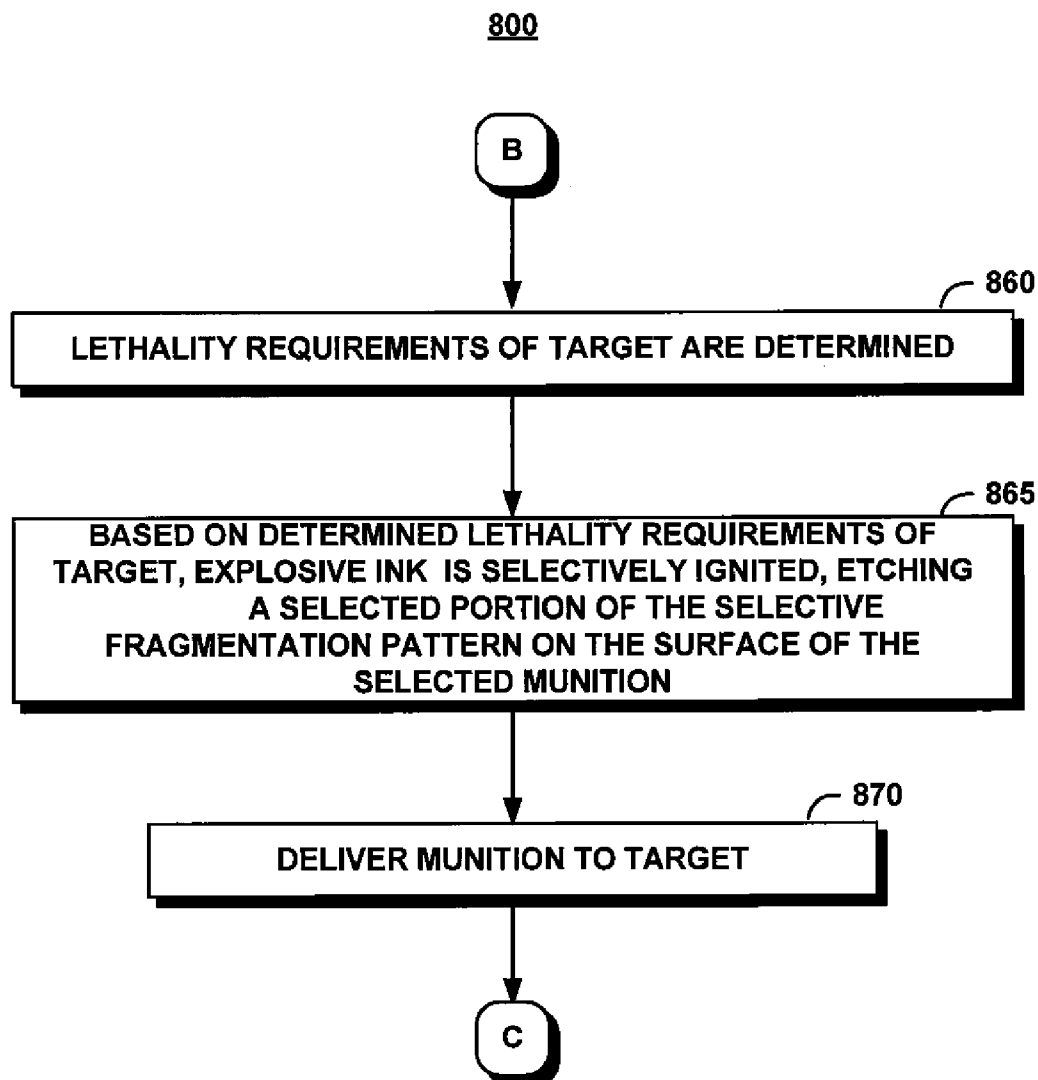 800
B
860
LETHALITY REQUIREMENTS OF TARGET ARE DETERMINED
865
BASED ON DETERMINED LETHALITY REQUIREMENTS OF
TARGET, EXPLOSIVE INK IS SELECTIVELY IGNITED, ETCHING
A SELECTED PORTION OF THE SELECTIVE
FRAGMENTATION PATTERN ON THE SURFACE OF THE
SELECTED MUNITION
870
DELIVER MUNITION TO TARGET
C